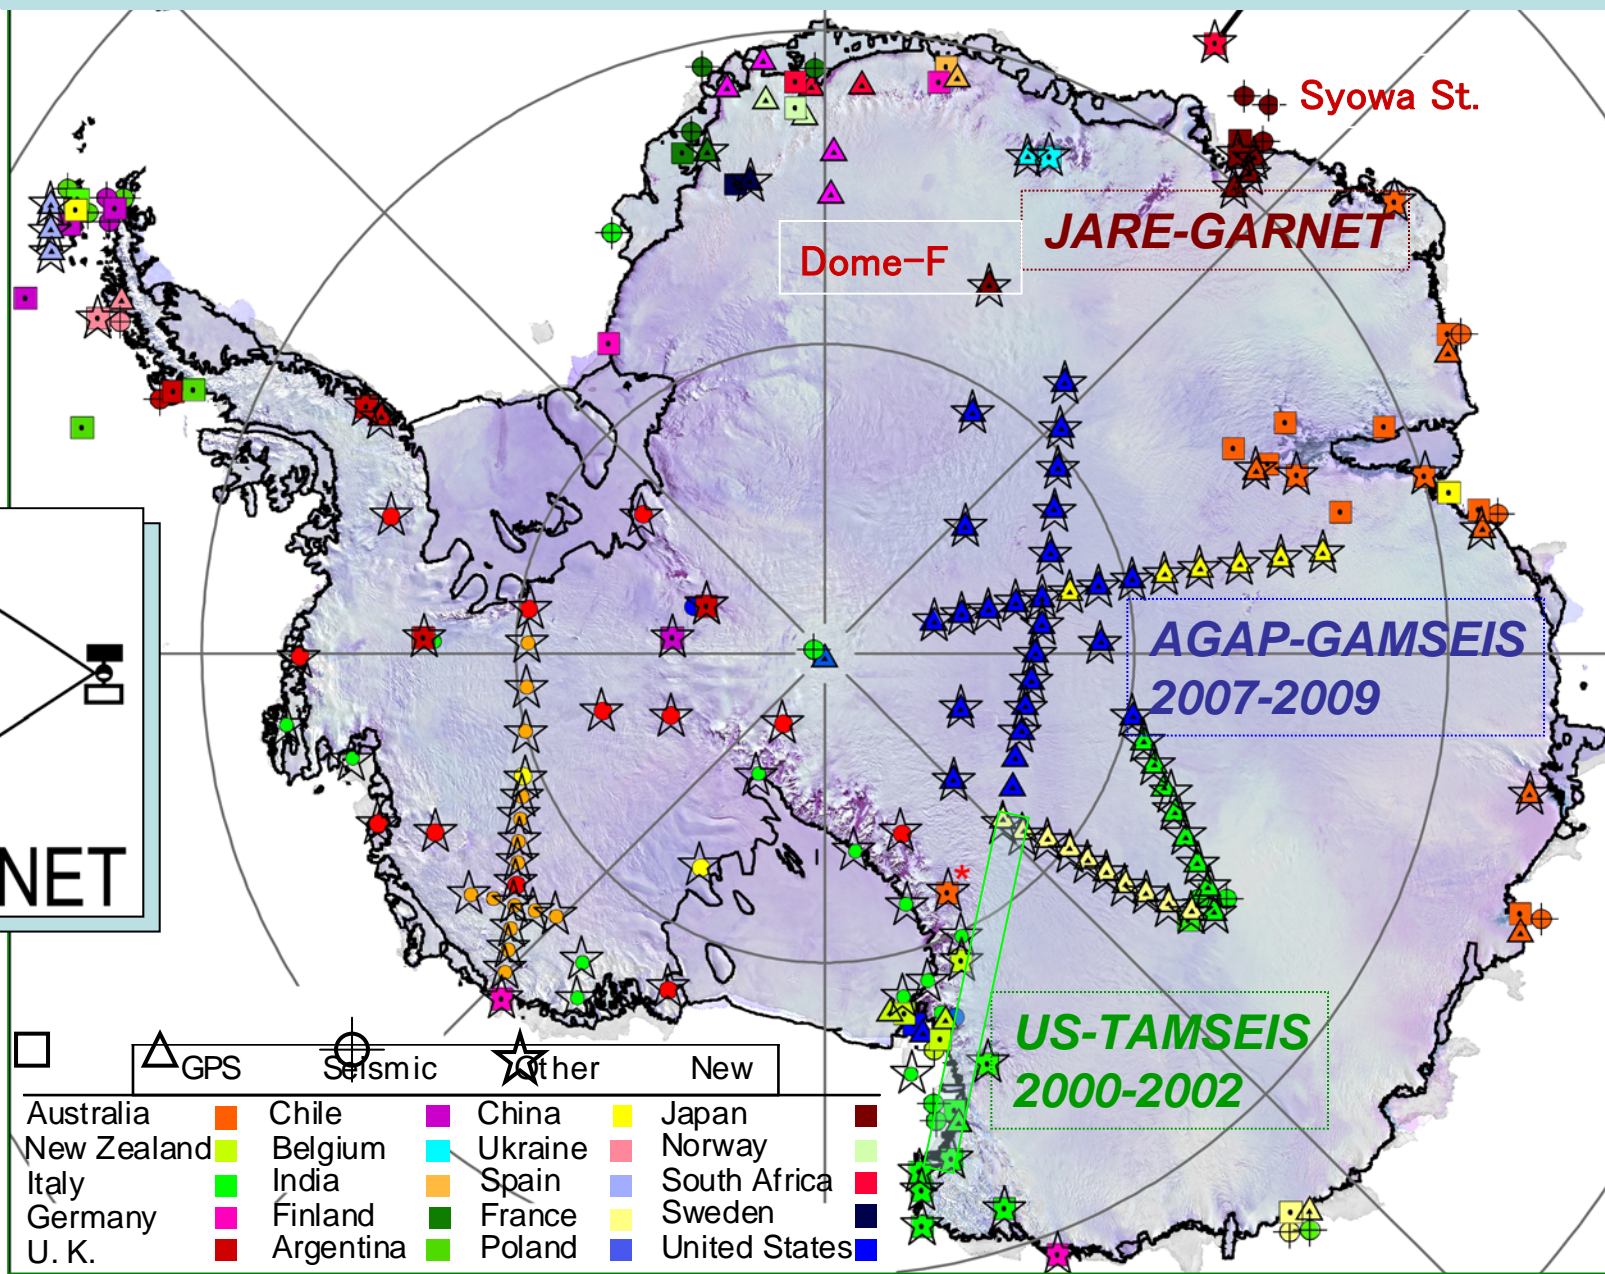 Syowa St.
JARE-GARNET
Dome-F
AGAP-GAMSEIS
2007-2009
NET
*
US-TAMSEIS
2000-2002
GPS Seismic Other New
Australia Chile China Japan
New Zealand Belgium Ukraine Norway
Italy India Spain South Africa
Germany Finland France Sweden
U. K. Argentina Poland United States